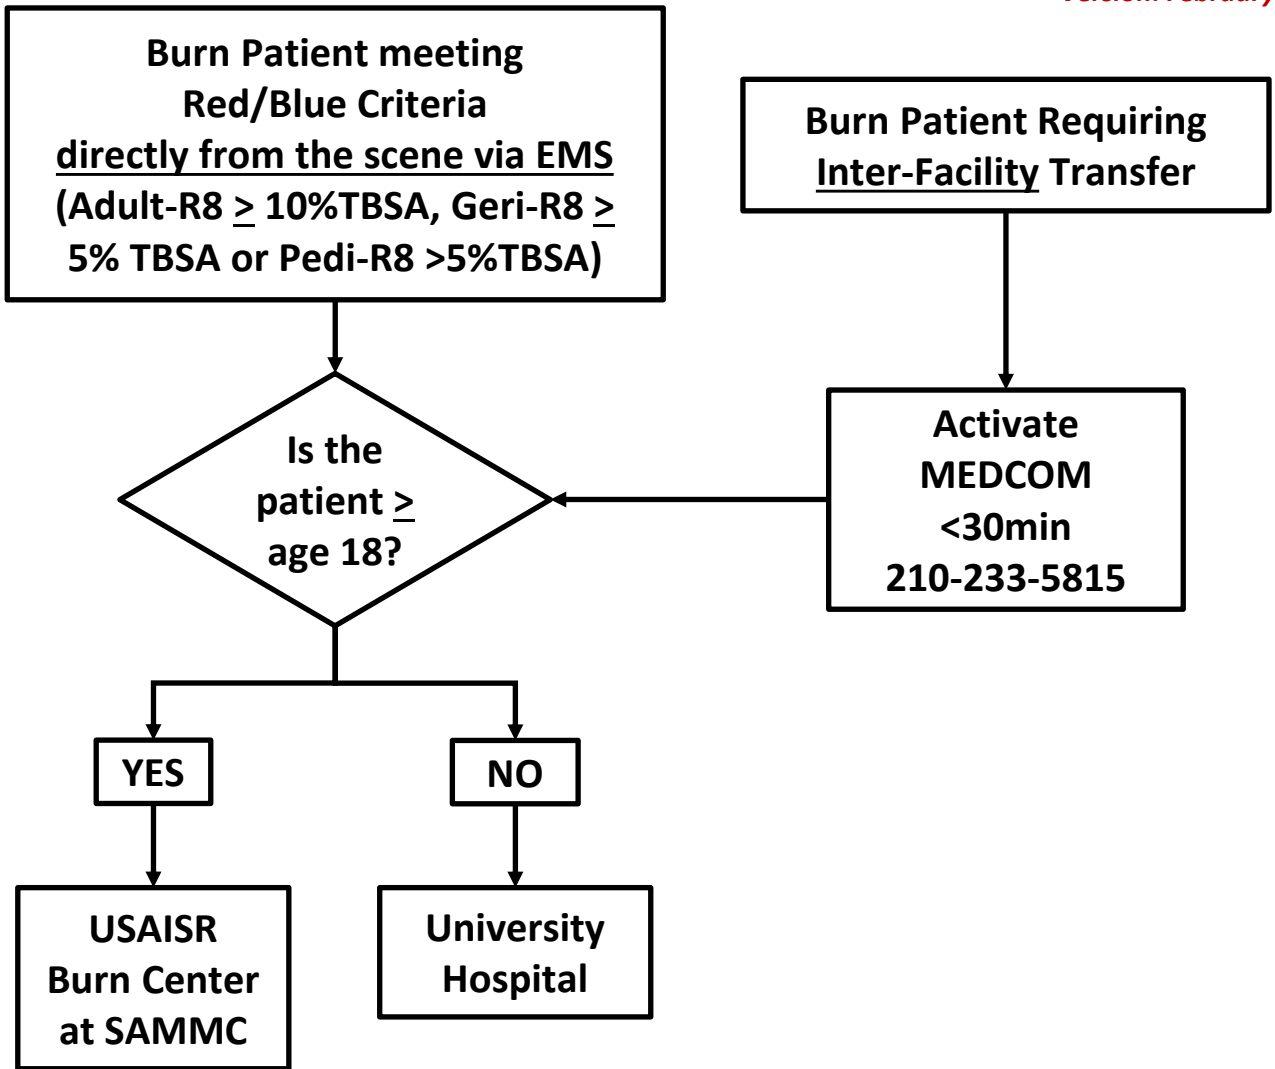 Version: February
Burn Patient meeting
Red/Blue Criteria
directly from the scene via EMS
(Adult-R8 ≥ 10%TBSA, Geri-R8 ≥
5% TBSA or Pedi-R8 >5%TBSA)
Burn Patient Requiring
Inter-Facility Transfer
Activate
MEDCOM
<30min
210-233-5815
Is the
patient ≥
age 18?
YES
NO
USAISR
Burn Center
at SAMMC
University
Hospital